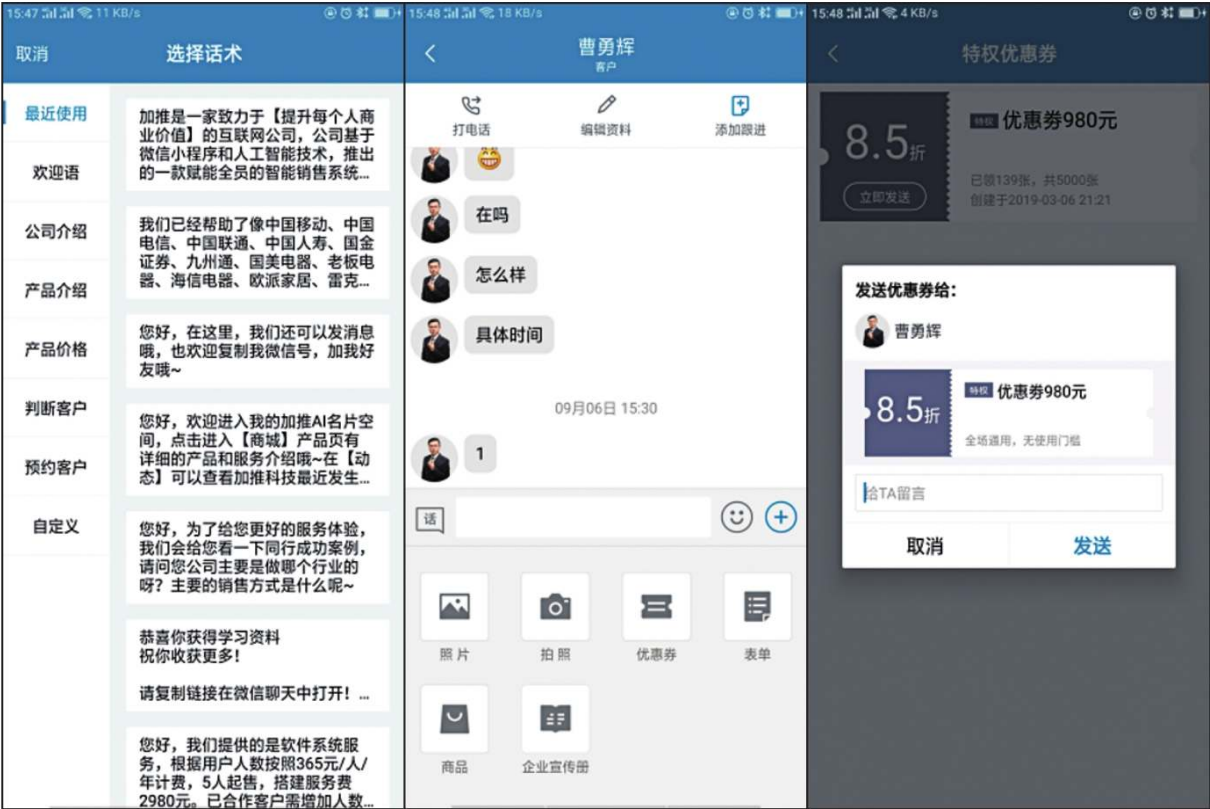 15:47 11 KB/s
取消
选择话术
最近使用
欢迎语
公司介绍
产品介绍
产品价格
判断客户
预约客户
自定义
加推是一家致力于【提升每个人商
业价值】的互联网公司，公司基于
微信小程序和人工智能技术，推出
的一款赋能全员的智能销售系统...
我们已经帮助了像中国移动、中国
电信、中国联通、中国人寿、国金
证券、九州通、国美电器、老板电
器、海信电器、欧派家居、雷克...
您好，在这里，我们还可以发消息
哦，也欢迎复制我微信号，加我好
友哦~
您好，欢迎进入我的加推AI名片空
间，点击进入【商城】产品页有
详细的产品和服务介绍哦~在【动
态】可以查看加推科技最近发生...
您好，为了给您更好的服务体验，
我们会给您看一下同行成功案例，
请问您公司主要是做哪个行业的
呀？主要的销售方式是什么呢~
恭喜你获得学习资料
祝你收获更多！
请复制链接在微信聊天中打开！...
您好，我们提供的是软件系统服
务，根据用户人数按照365元/人/
年计费，5人起售，搭建服务费
2980元。已合作客户需增加人数...
15:48 18 KB/s
曹勇辉
客户
打电话
编辑资料
添加跟进
在吗
怎么样
具体时间
09月06日 15:30
1
话
照片
拍照
优惠券
表单
商品
企业宣传册
15:48 4 KB/s
特权优惠券
8.5折
立即发送
特权 优惠券980元
已领139张，共5000张
创建于2019-03-06 21:21
发送优惠券给：
曹勇辉
8.5折
特权 优惠券980元
全场通用，无使用门槛
给TA留言
取消
发送